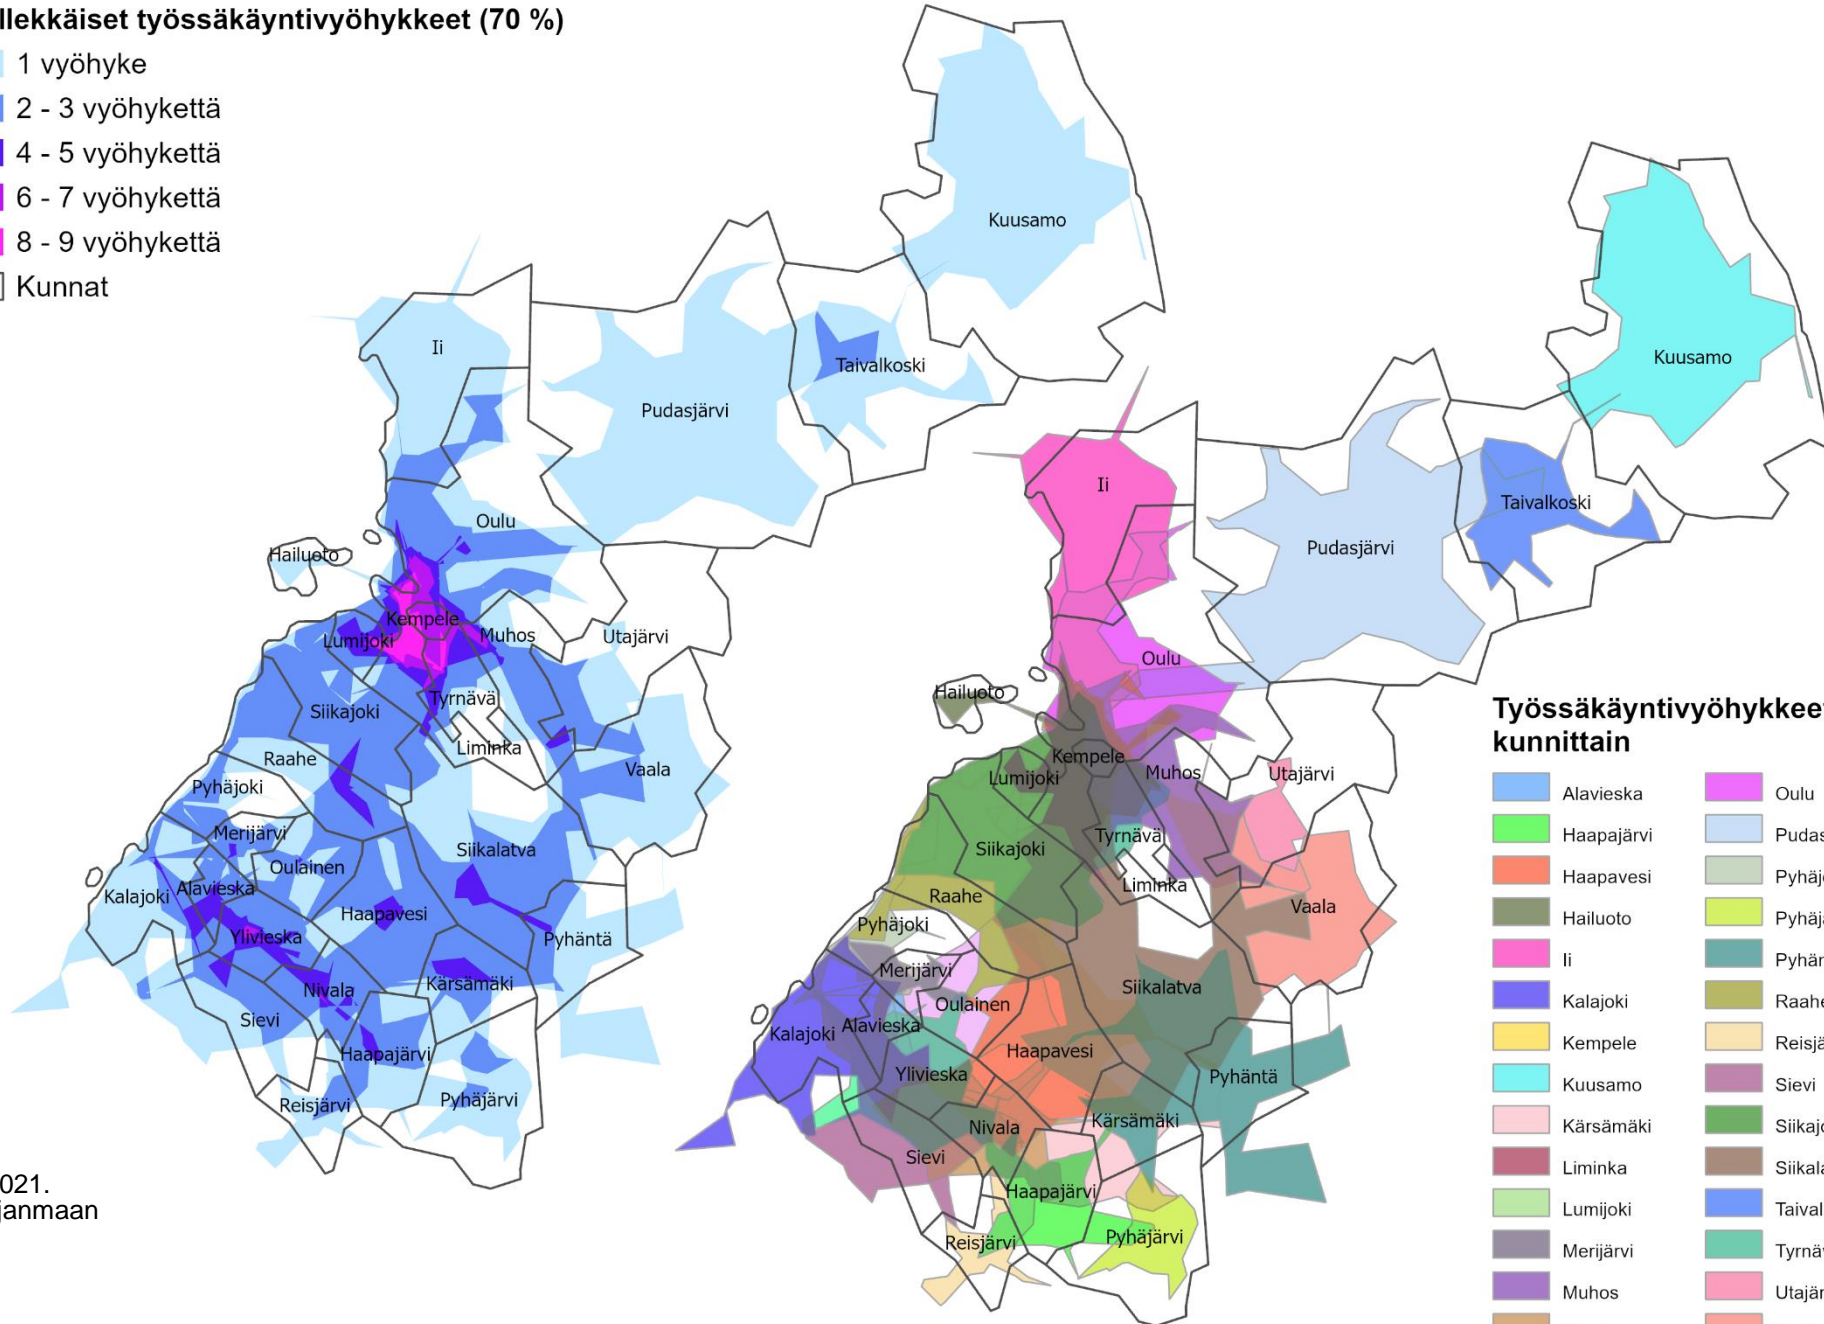 llekkäiset työssäkäyntivyöhykkeet (70 %)
1 vyöhyke
2 - 3 vyöhykettä
4 - 5 vyöhykettä
6 - 7 vyöhykettä
8 - 9 vyöhykettä
Kunnat
Kuusamo
Ii
Taivalkoski
Pudasjärvi
Oulu
Hailuoto
Kempele
Lumijoki
Muhos
Utajärvi
Tyrnävä
Siikajoki
Liminka
Raahe
Vaala
Pyhäjoki
Merijärvi
Siikalatva
Oulainen
Alavieska
Kalajoki
Haapavesi
Ylivieska
Pyhäntä
Kärsämäki
Nivala
Sievi
Haapajärvi
Pyhäjärvi
Reisjärvi
021.
janmaan
Kuusamo
Ii
Taivalkoski
Pudasjärvi
Oulu
Hailuoto
Kempele
Lumijoki
Muhos
Utajärvi
Tyrnävä
Siikajoki
Liminka
Raahe
Vaala
Pyhäjoki
Merijärvi
Siikalatva
Oulainen
Alavieska
Kalajoki
Haapavesi
Ylivieska
Pyhäntä
Kärsämäki
Nivala
Sievi
Haapajärvi
Pyhäjärvi
Reisjärvi
Työssäkäyntivyöhykkeet
kunnittain
Alavieska
Haapajärvi
Haapavesi
Hailuoto
Ii
Kalajoki
Kempele
Kuusamo
Kärsämäki
Liminka
Lumijoki
Merijärvi
Muhos
Oulu
Pudas
Pyhäj
Pyhäj
Pyhän
Raahe
Reisjä
Sievi
Siikajo
Siikala
Taival
Tyrnäv
Utajär